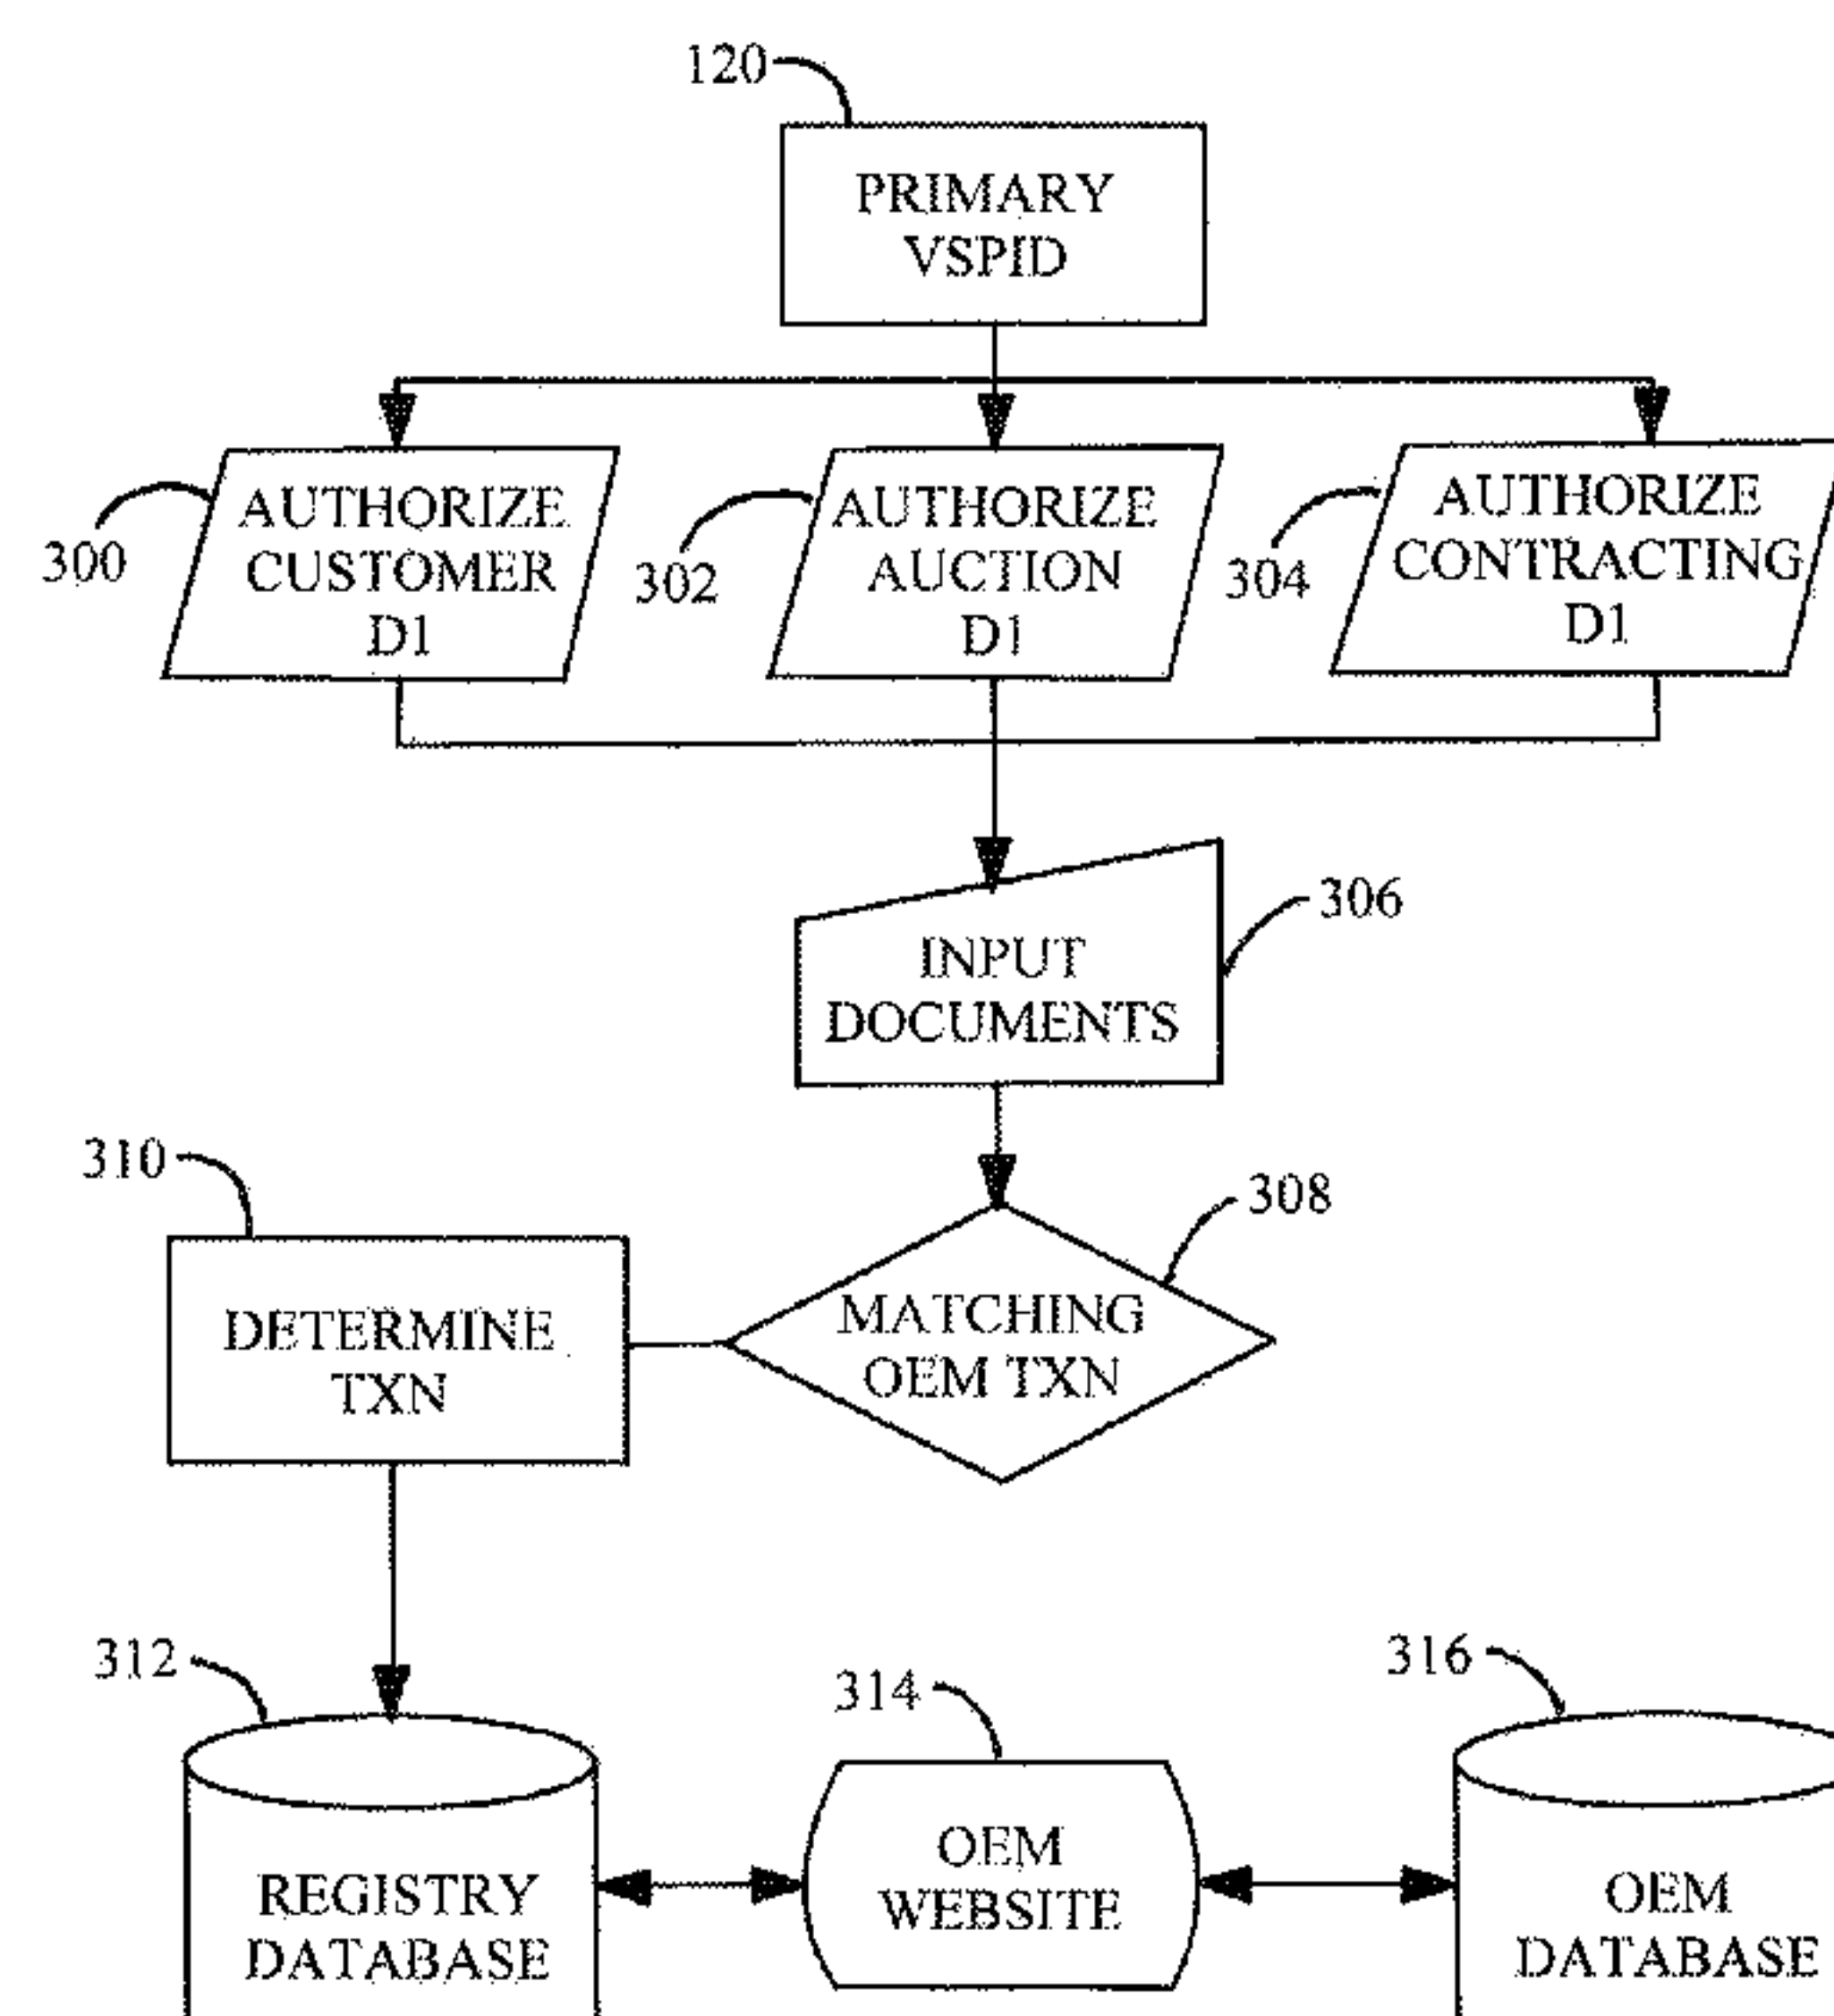 120
PRIMARY
VSPID
300
AUTHORIZE
CUSTOMER
D1
302
AUTHORIZE
AUCTION
D1
304
AUTHORIZE
CONTRACTING
D1
306
INPUT
DOCUMENTS
308
MATCHING
OEM TXN
310
DETERMINE
TXN
312
REGISTRY
DATABASE
314
OEM
WEBSITE
316
OEM
DATABASE